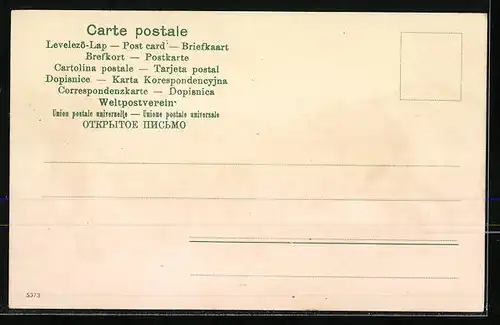 Carte postale
Levelező-Lap — Post card — Briefkaart
Brefkort — Postkarte
Cartolina postale — Tarjeta postal
Dopisnice — Karta Korespondencyjna
Correspondenzkarte — Dopisnica
Weltpostverein
Union postale universelle — Unione postale universale
ОТКРЫТОЕ ПИСЬМО
5373